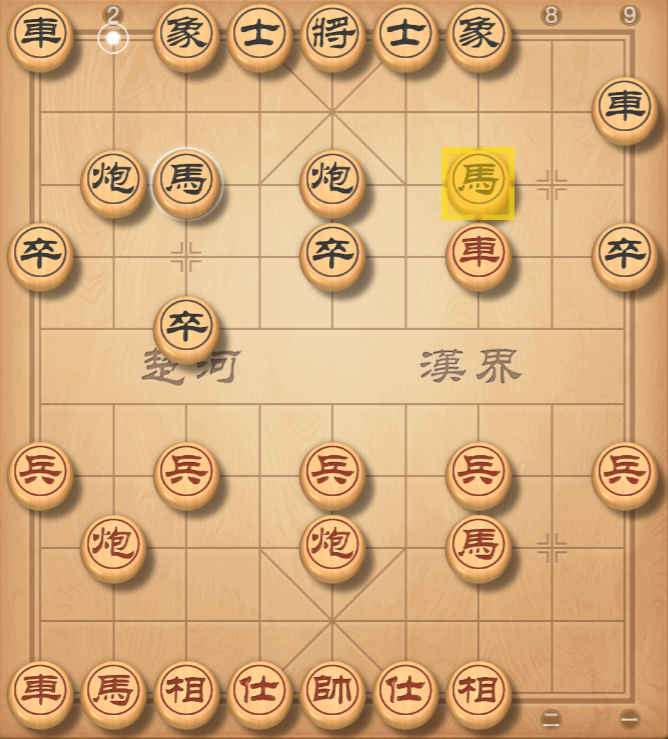 2 8 9
車 象 士 將 士 象
車
炮 馬 炮 馬
卒 卒 車 卒
卒
楚河 漢界
兵 兵 兵 兵 兵
炮 炮 馬
車 馬 相 仕 帥 仕 相
二 一